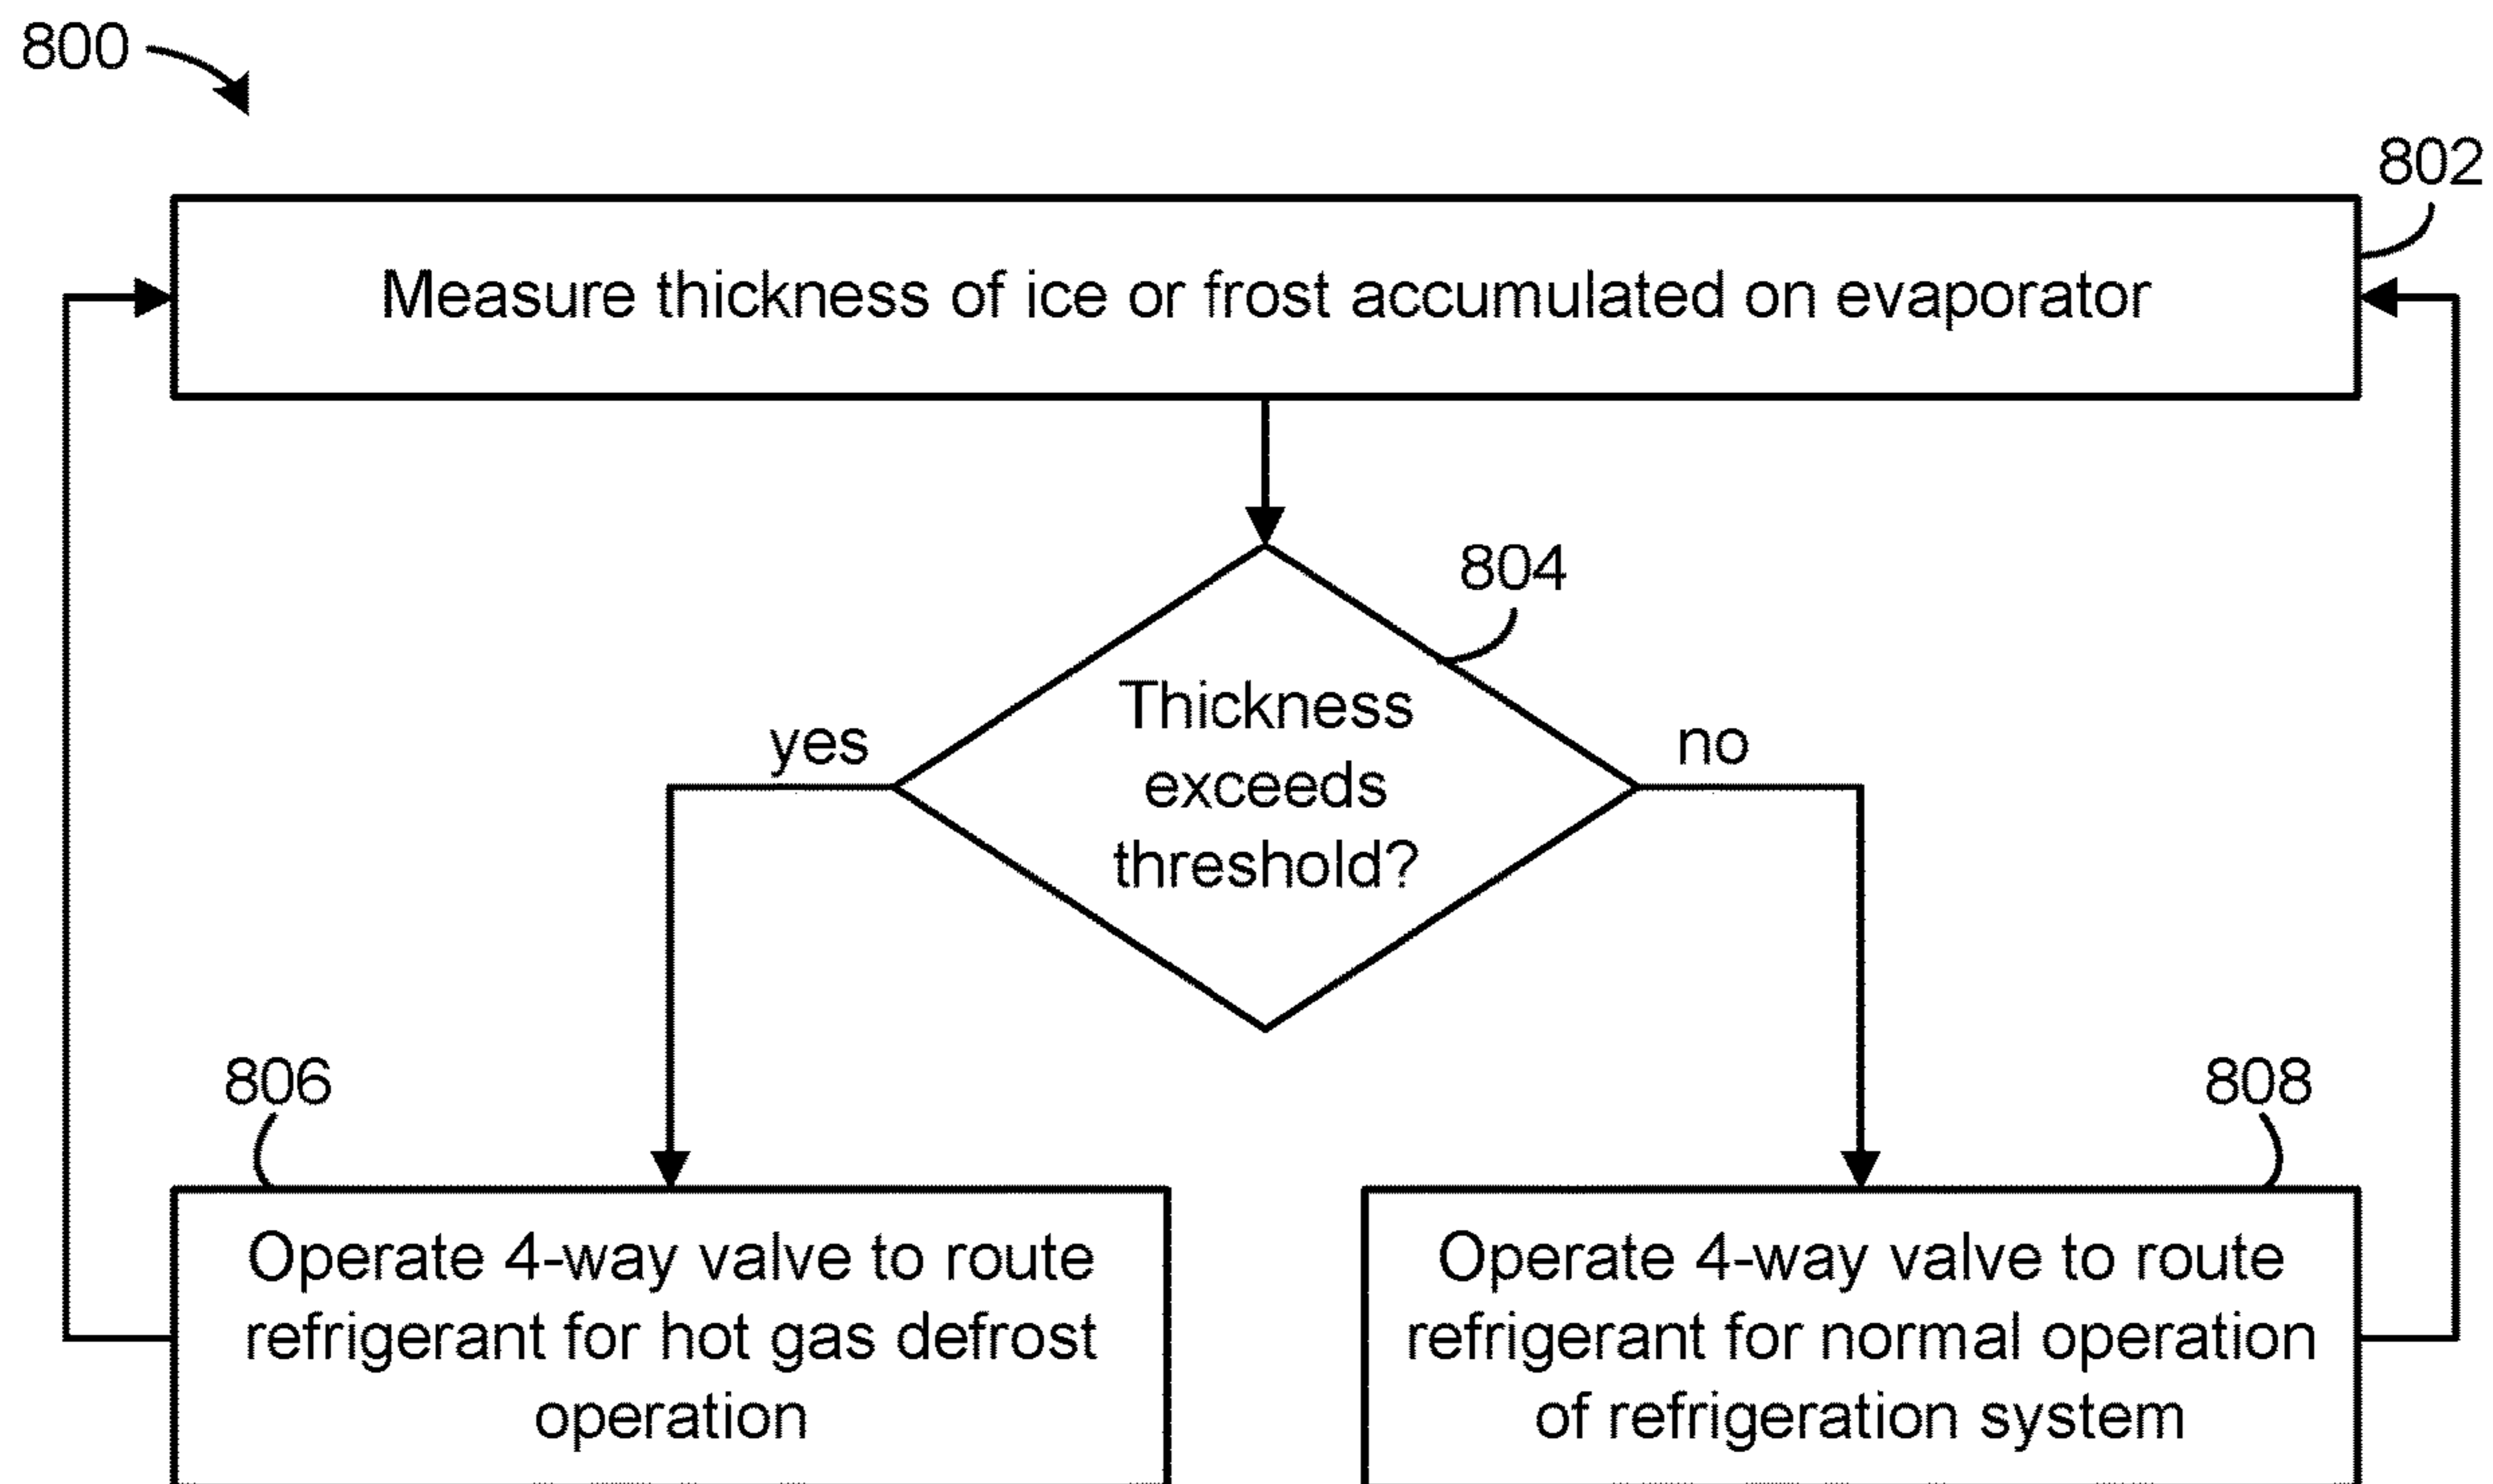 800
802
Measure thickness of ice or frost accumulated on evaporator
804
Thickness
exceeds
threshold?
yes
no
806
808
Operate 4-way valve to route
refrigerant for hot gas defrost
operation
Operate 4-way valve to route
refrigerant for normal operation
of refrigeration system